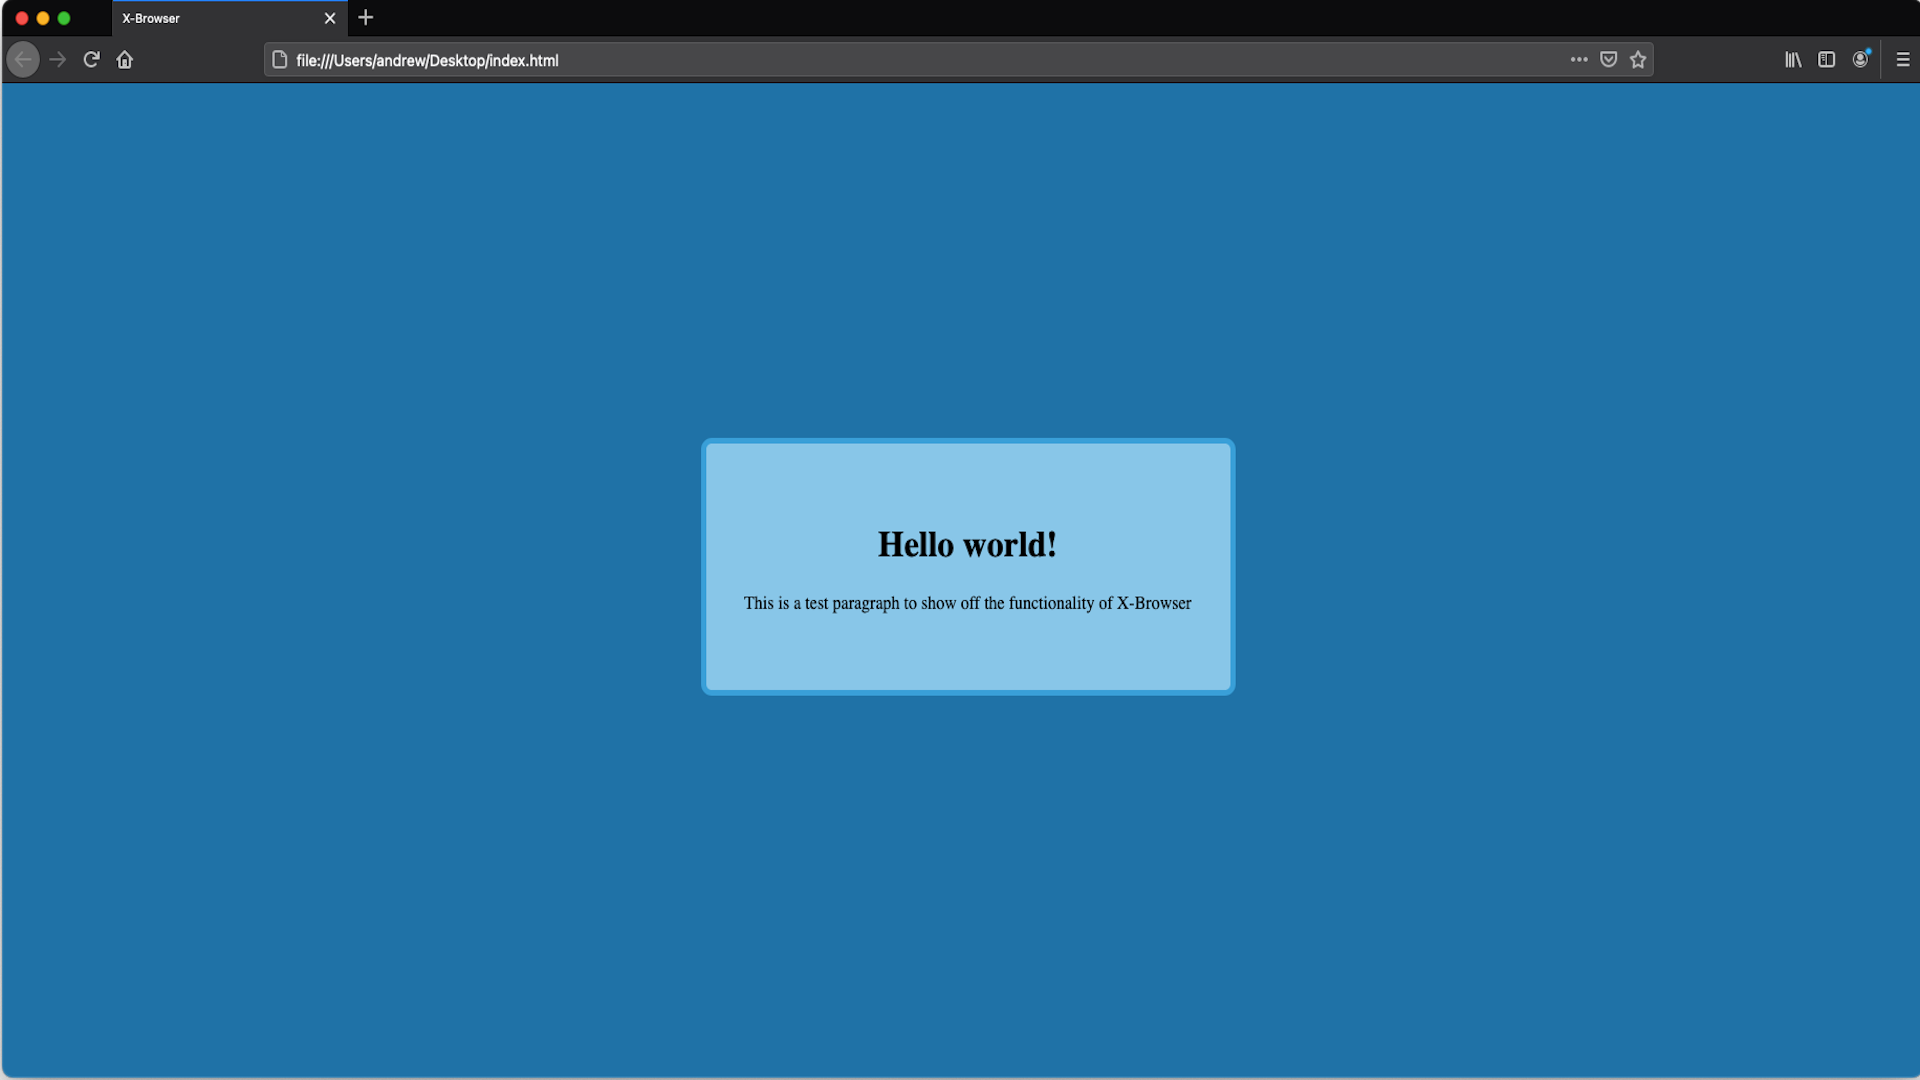 X-Browser
file:///Users/andrew/Desktop/index.html
Hello world!
This is a test paragraph to show off the functionality of X-Browser